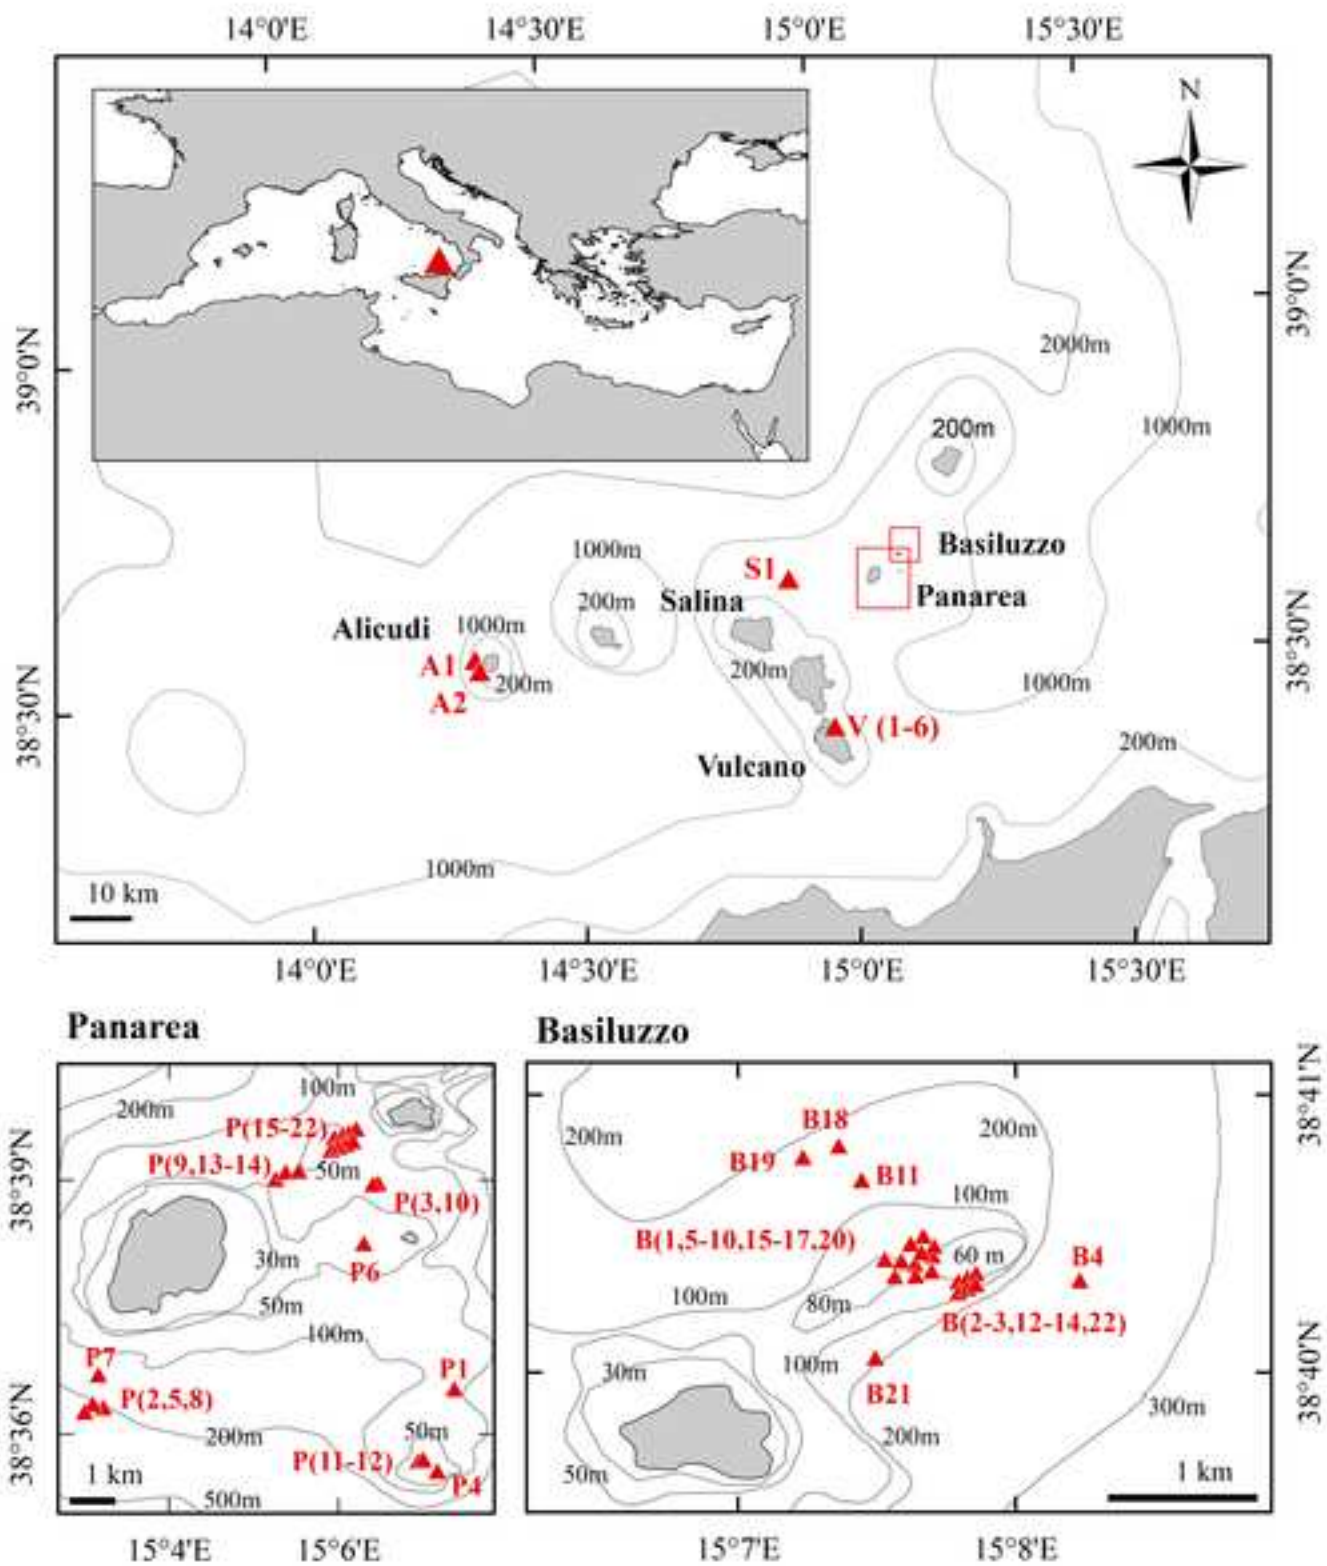 14°0'E 14°30'E 15°0'E 15°30'E
N
39°0'N
39°0'N
2000m
1000m
200m
1000m
Basiluzzo
S1
200m
Salina
Panarea
Alicudi
1000m
38°30'N
A1
200m
200m
1000m
A2
38°30'N
V (1-6)
200m
Vulcano
1000m
10 km
14°0'E 14°30'E 15°0'E 15°30'E
Panarea
100m
200m
P(15-22)
P(9,13-14)
50m
38°39'N
P(3,10)
30m
P6
50m
100m
P7
P1
P(2,5,8)
50m
200m
38°36'N
P(11-12)
1 km
P4
500m
15°4'E 15°6'E
Basiluzzo
38°41'N
B18
200m
200m
B19
B11
100m
B(1,5-10,15-17,20)
60 m
B4
100m
80m
B(2-3,12-14,22)
100m
30m
38°40'N
B21
300m
200m
50m
1 km
15°7'E 15°8'E